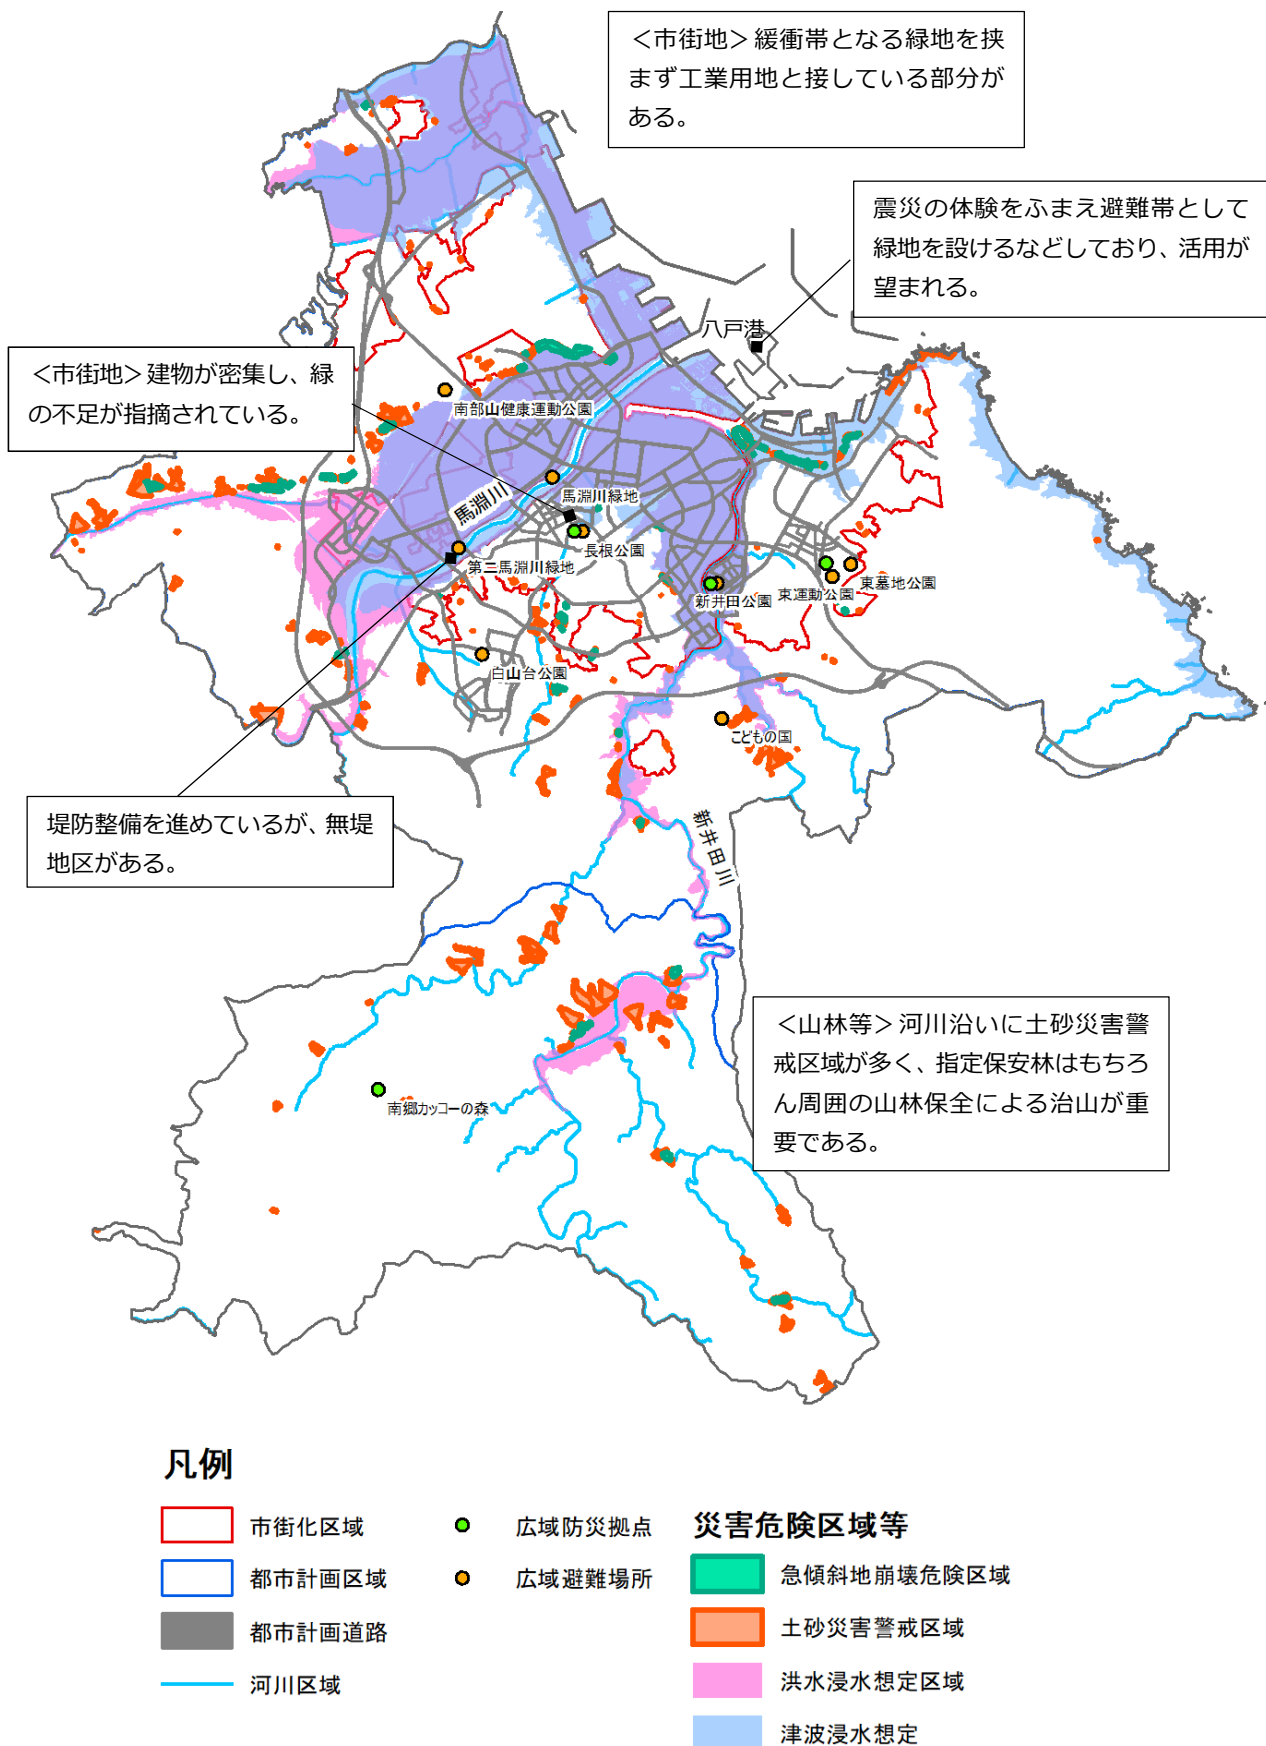 ＜市街地＞緩衝帯となる緑地を挟
まず工業用地と接している部分が
ある。
震災の体験をふまえ避難帯として
緑地を設けるなどしており、活用が
望まれる。
八戸港
＜市街地＞建物が密集し、緑
の不足が指摘されている。
南部山健康運動公園
馬淵川
馬淵川緑地
長根公園
第三馬淵川緑地
新井田公園
東運動公園
東墓地公園
白山台公園
こどもの国
堤防整備を進めているが、無堤
地区がある。
新井田川
＜山林等＞河川沿いに土砂災害警
戒区域が多く、指定保安林はもちろ
ん周囲の山林保全による治山が重
要である。
南郷カッコーの森
凡例
市街化区域
都市計画区域
都市計画道路
河川区域
広域防災拠点
広域避難場所
災害危険区域等
急傾斜地崩壊危険区域
土砂災害警戒区域
洪水浸水想定区域
津波浸水想定